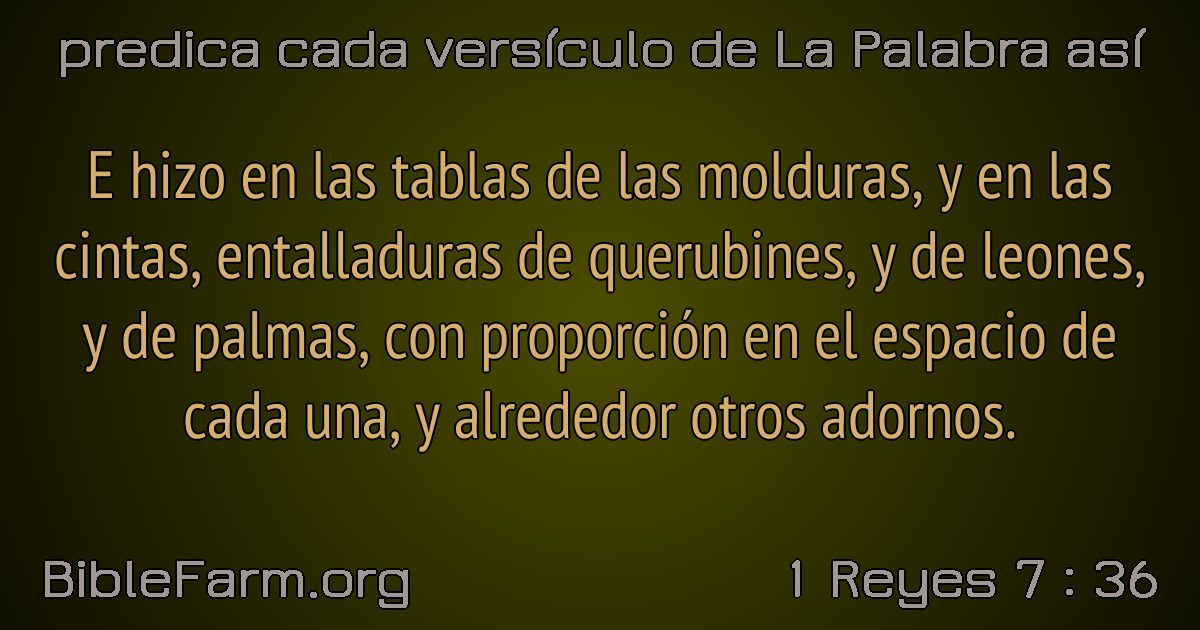 predica cada versículo de La Palabra así
E hizo en las tablas de las molduras, y en las
cintas, entalladuras de querubines, y de leones,
y de palmas, con proporción en el espacio de
cada una, y alrededor otros adornos.
BibleFarm.org
1 Reyes 7 : 36